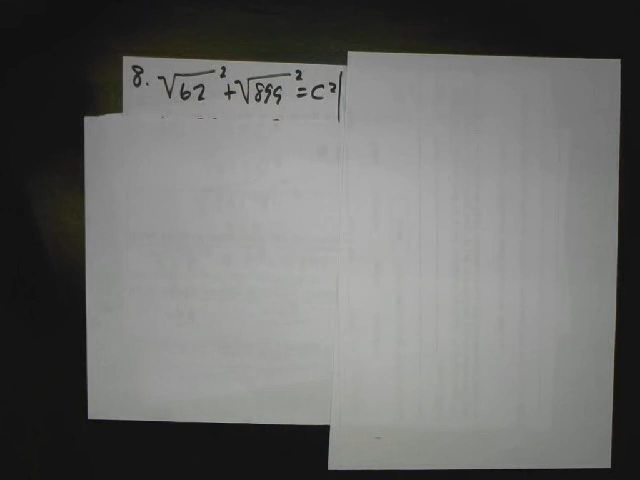 8. √62² + √899² = c²